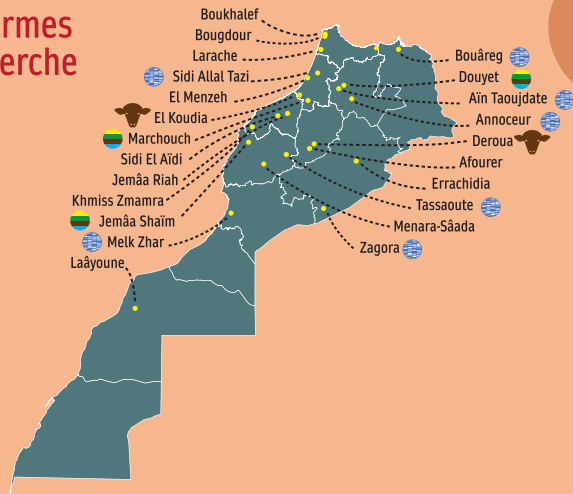 rmes
erche
Boukhalef
Bougdour
Larache
Sidi Allal Tazi
El Menzeh
El Koudia
Marchouch
Sidi El Aïdi
Jemâa Riah
Khmiss Zmamra
Jemâa Shaïm
Melk Zhar
Laâyoune
Bouâreg
Douyet
Aïn Taoujdate
Annoceur
Deroua
Afourer
Errachidia
Tassaoute
Menara-Sâada
Zagora